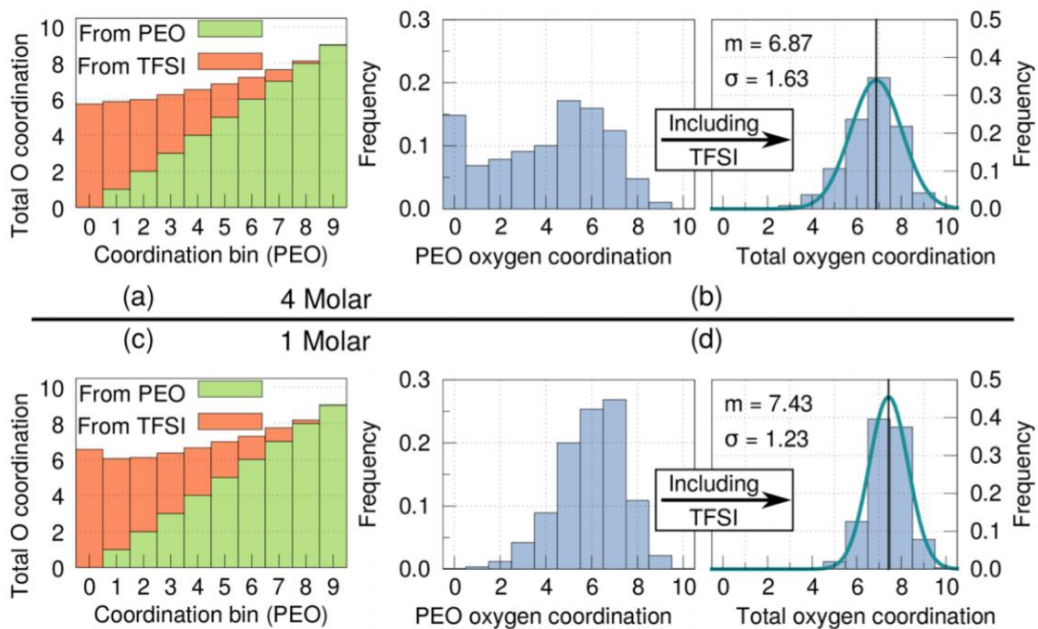 10
8
6
4
2
0
Total O coordination
From PEO
From TFSI
0 1 2 3 4 5 6 7 8 9
Coordination bin (PEO)
0.3
0.2
0.1
0.0
Frequency
0 2 4 6 8 10
PEO oxygen coordination
Including
TFSI
m = 6.87
σ = 1.63
0.5
0.4
0.3
0.2
0.1
0.0
Frequency
0 2 4 6 8 10
Total oxygen coordination
(a) 4 Molar (b)
(c) 1 Molar (d)
10
8
6
4
2
0
Total O coordination
From PEO
From TFSI
0 1 2 3 4 5 6 7 8 9
Coordination bin (PEO)
0.3
0.2
0.1
0.0
Frequency
0 2 4 6 8 10
PEO oxygen coordination
Including
TFSI
m = 7.43
σ = 1.23
0.5
0.4
0.3
0.2
0.1
0.0
Frequency
0 2 4 6 8 10
Total oxygen coordination